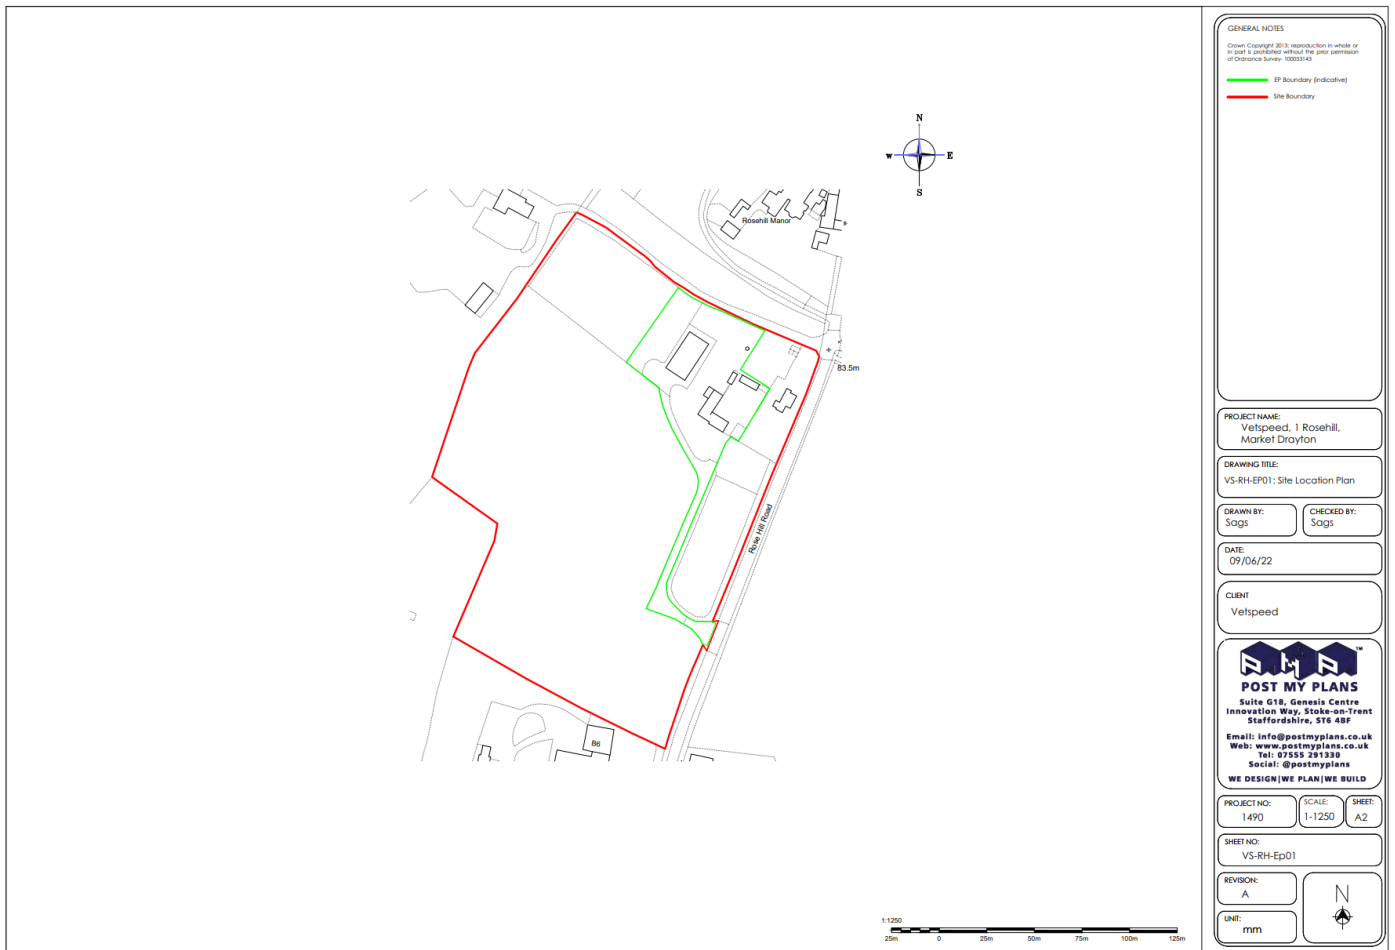 GENERAL NOTES
Crown Copyright 2013; reproduction in whole or
in part is prohibited without the prior permission
of Ordnance Survey- 100053143
EP Boundary (indicative)
Site Boundary
N
W
E
S
Rosehill Manor
83.5m
Rose Hill Road
B6
1:1250
25m 0 25m 50m 75m 100m 125m
PROJECT NAME:
Vetspeed, 1 Rosehill,
Market Drayton
DRAWING TITLE:
VS-RH-EP01: Site Location Plan
DRAWN BY:
Sags
CHECKED BY:
Sags
DATE:
09/06/22
CLIENT
Vetspeed
PMP TM
POST MY PLANS
Suite G18, Genesis Centre
Innovation Way, Stoke-on-Trent
Staffordshire, ST6 4BF
Email: info@postmyplans.co.uk
Web: www.postmyplans.co.uk
Tel: 07555 291330
Social: @postmyplans
WE DESIGN|WE PLAN|WE BUILD
PROJECT NO:
1490
SCALE:
1-1250
SHEET:
A2
SHEET NO:
VS-RH-Ep01
REVISION:
A
UNIT:
mm
N